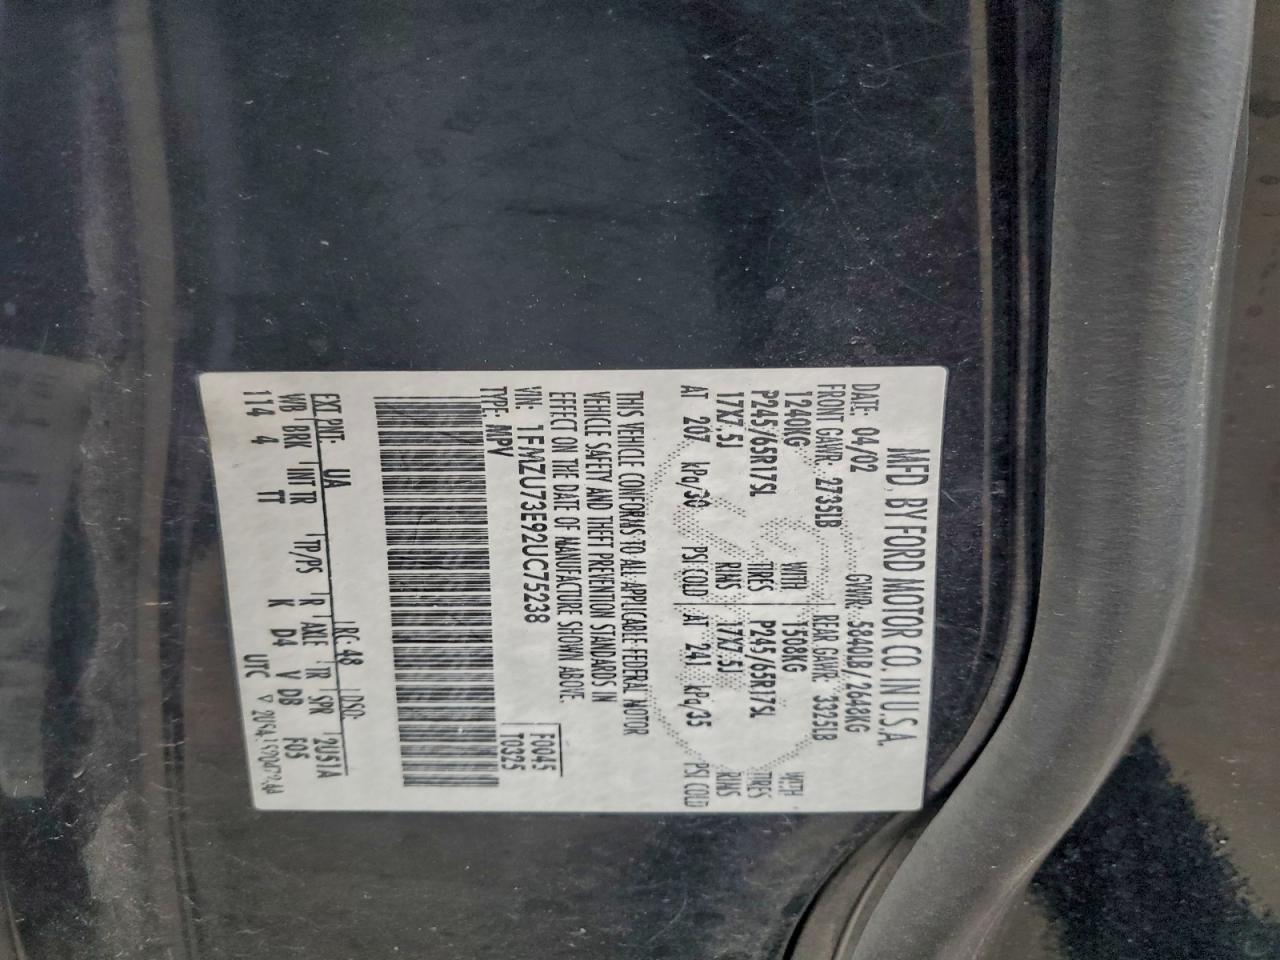 MFD. BY FORD MOTOR CO. IN U.S.A.
DATE: 04/02 GVWR: 5840LB/2649KG
FRONT GAWR: 2735LB REAR GAWR: 3325LB
1240KG WITH 1508KG WITH
P245/65R17SL TIRES P245/65R17SL TIRES
17X7.5J RIMS 17X7.5J RIMS
AT 207 kPa/30 PSI COLD AT 241 kPa/35 PSI COLD
THIS VEHICLE CONFORMS TO ALL APPLICABLE FEDERAL MOTOR
VEHICLE SAFETY AND THEFT PREVENTION STANDARDS IN
EFFECT ON THE DATE OF MANUFACTURE SHOWN ABOVE.
VIN: 1FMZU73E92UC75238 F0045
TYPE: MPV T0325
EXT PNT: UA RC: 48 DSO: 2U51A
WB BRK INT TR TP/PS R AXLE TR SPR
114 4 TT K D4 V DB F05
UTC